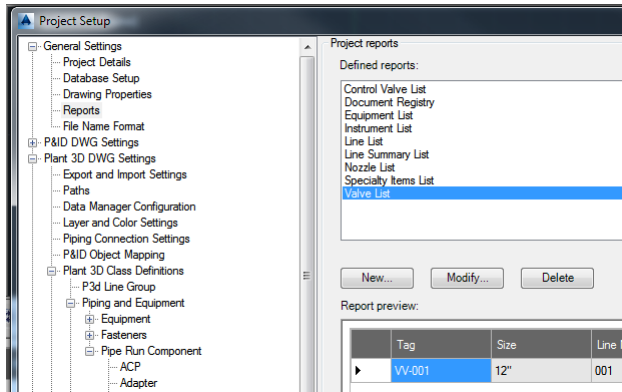 Project Setup
General Settings
Project Details
Database Setup
Drawing Properties
Reports
File Name Format
P&ID DWG Settings
Plant 3D DWG Settings
Export and Import Settings
Paths
Data Manager Configuration
Layer and Color Settings
Piping Connection Settings
P&ID Object Mapping
Plant 3D Class Definitions
P3d Line Group
Piping and Equipment
Equipment
Fasteners
Pipe Run Component
ACP
Adapter
Project reports
Defined reports:
Control Valve List
Document Registry
Equipment List
Instrument List
Line List
Line Summary List
Nozzle List
Specialty Items List
Valve List
New... Modify... Delete
Report preview:
Tag Size Line
VV-001 12" 001